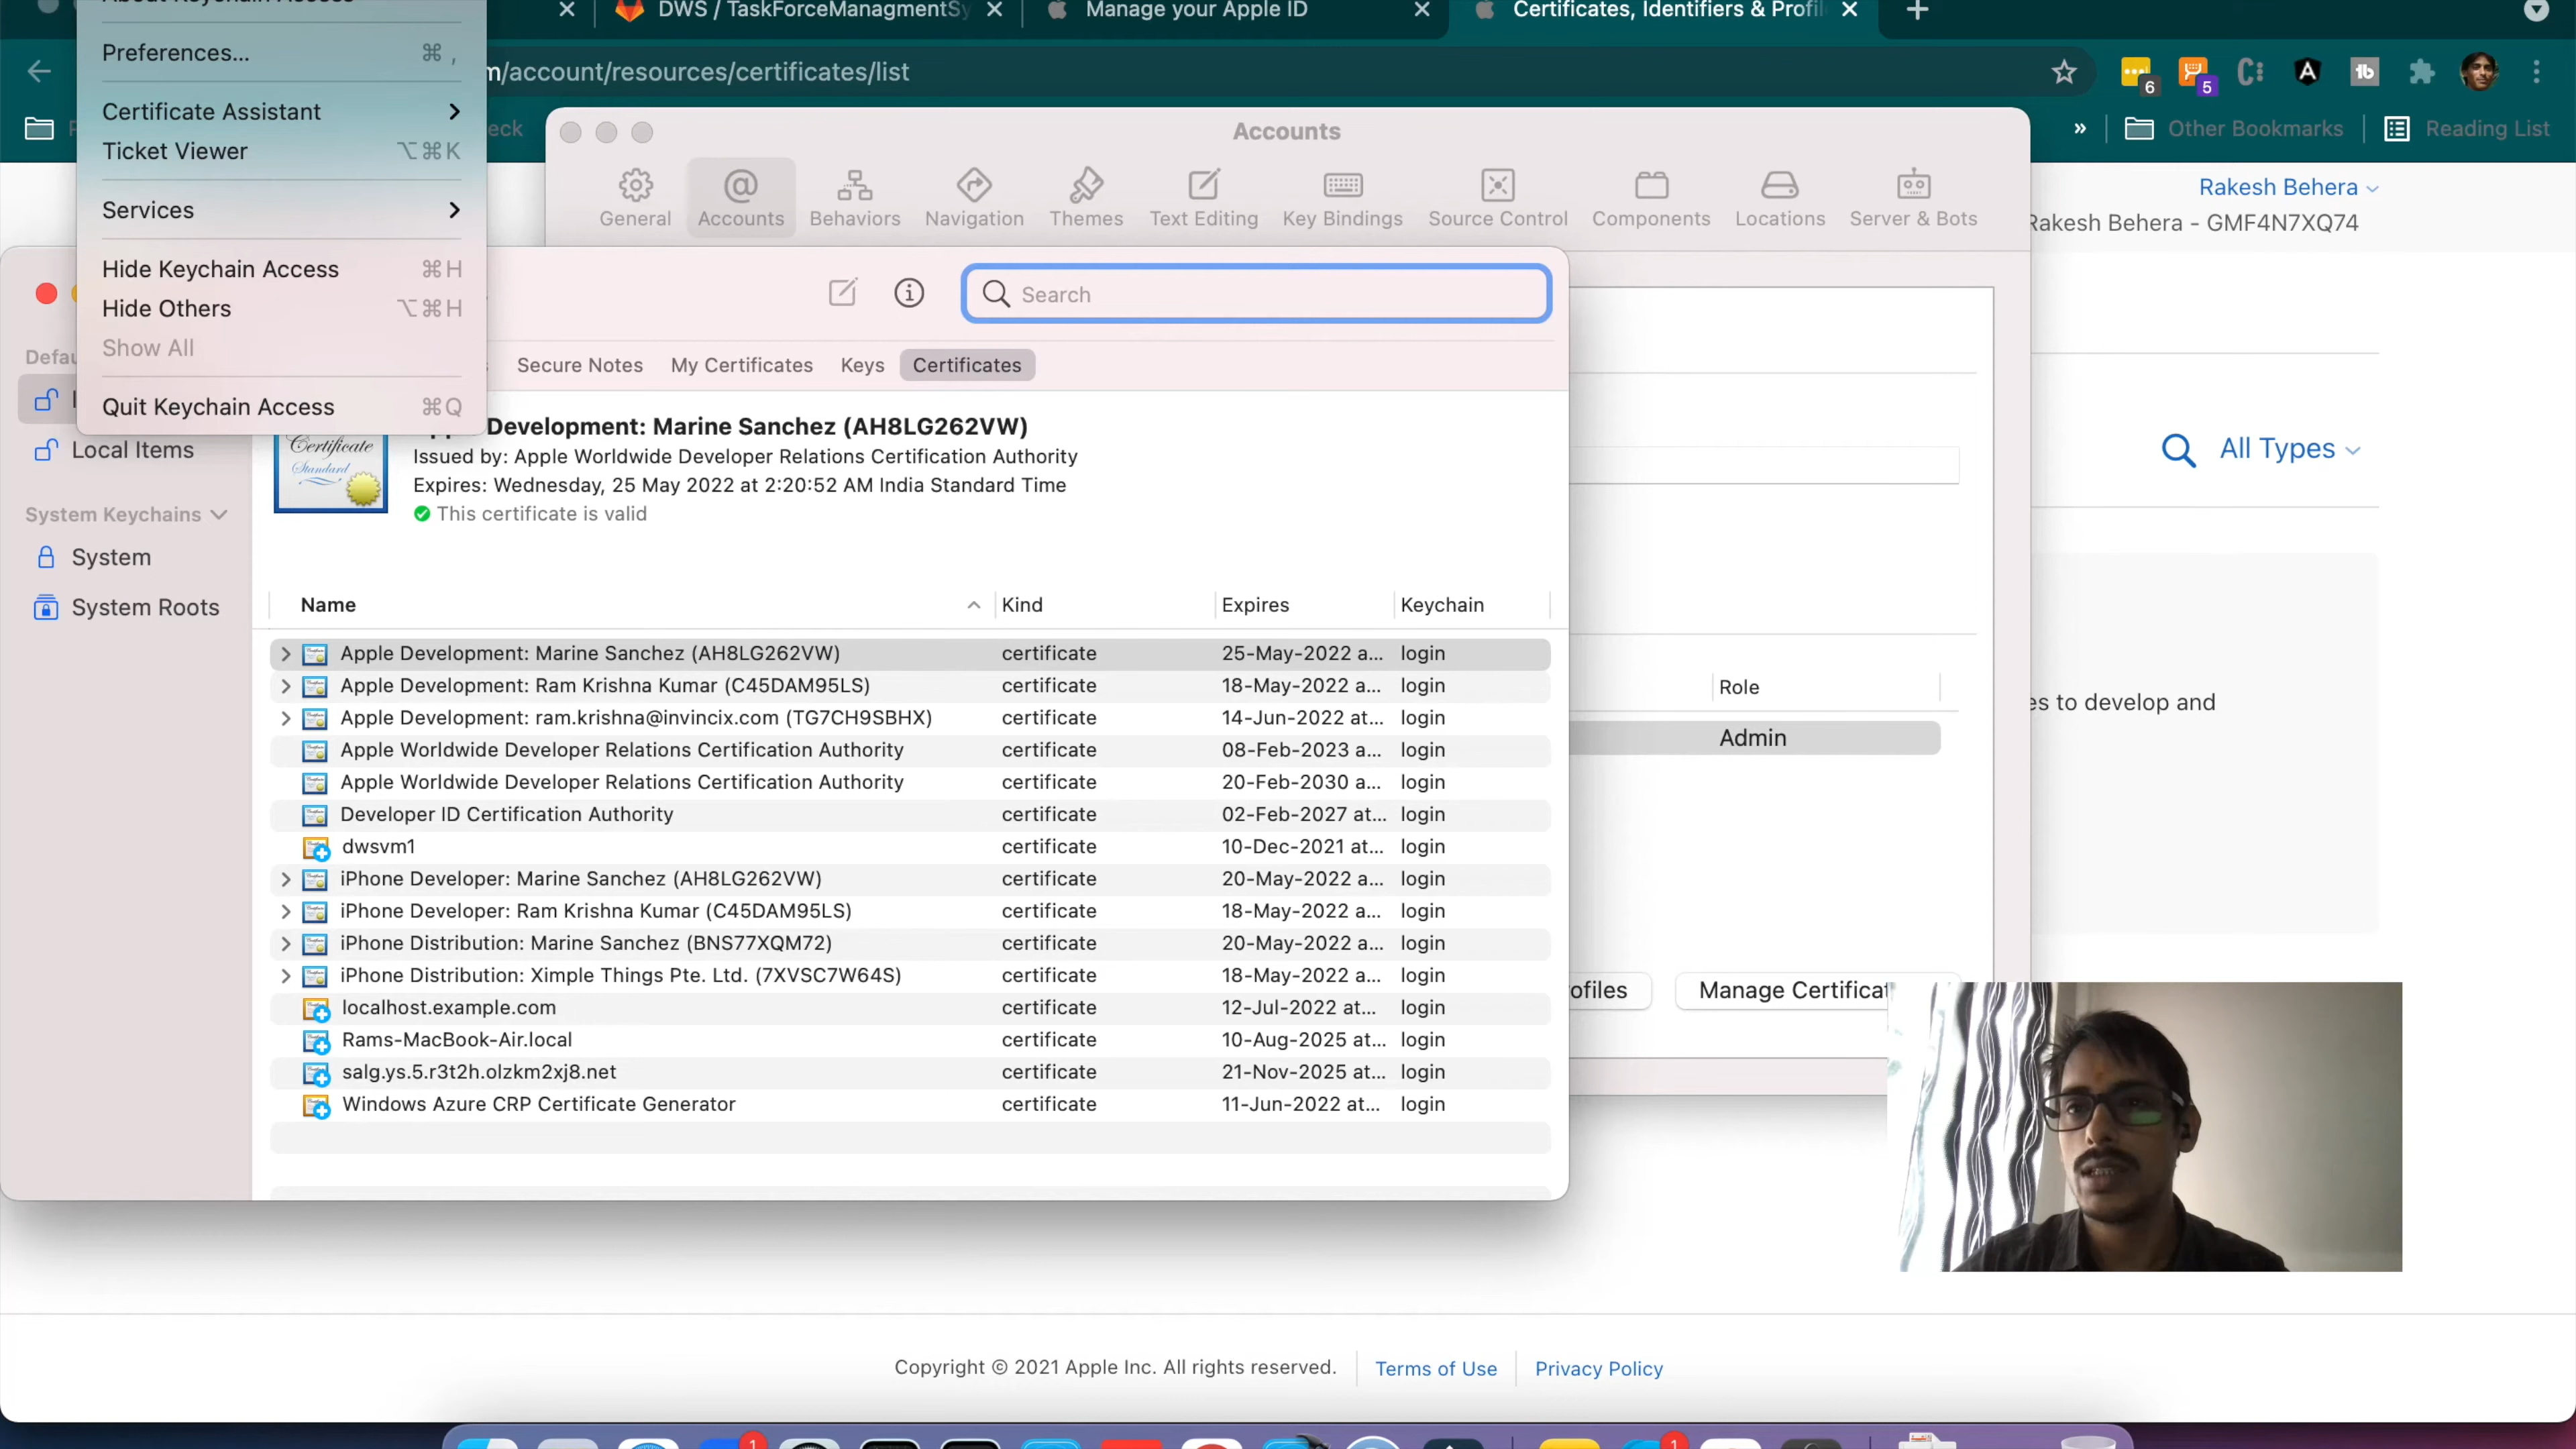 About Keychain Access
DWS / TaskForceManagmentSy
Manage your Apple ID
Certificates, Identifiers & Profil
Preferences... ⌘ ,
m/account/resources/certificates/list
6
5
Certificate Assistant
eck
Accounts
Other Bookmarks
Reading List
Ticket Viewer ⌥⌘K
Services
General
Accounts
Behaviors
Navigation
Themes
Text Editing
Key Bindings
Source Control
Components
Locations
Server & Bots
Rakesh Behera
Rakesh Behera - GMF4N7XQ74
Hide Keychain Access ⌘H
Hide Others ⌥⌘H
Show All
Quit Keychain Access ⌘Q
Search
Defau
Secure Notes
My Certificates
Keys
Certificates
Local Items
System Keychains
System
System Roots
Development: Marine Sanchez (AH8LG262VW)
Certificate
Standard
Issued by: Apple Worldwide Developer Relations Certification Authority
Expires: Wednesday, 25 May 2022 at 2:20:52 AM India Standard Time
This certificate is valid
All Types
Name Kind Expires Keychain
Apple Development: Marine Sanchez (AH8LG262VW) certificate 25-May-2022 a... login
Apple Development: Ram Krishna Kumar (C45DAM95LS) certificate 18-May-2022 a... login
Apple Development: ram.krishna@invincix.com (TG7CH9SBHX) certificate 14-Jun-2022 at... login
Apple Worldwide Developer Relations Certification Authority certificate 08-Feb-2023 a... login
Apple Worldwide Developer Relations Certification Authority certificate 20-Feb-2030 a... login
Developer ID Certification Authority certificate 02-Feb-2027 at... login
dwsvm1 certificate 10-Dec-2021 at... login
iPhone Developer: Marine Sanchez (AH8LG262VW) certificate 20-May-2022 a... login
iPhone Developer: Ram Krishna Kumar (C45DAM95LS) certificate 18-May-2022 a... login
iPhone Distribution: Marine Sanchez (BNS77XQM72) certificate 20-May-2022 a... login
iPhone Distribution: Ximple Things Pte. Ltd. (7XVSC7W64S) certificate 18-May-2022 a... login
localhost.example.com certificate 12-Jul-2022 at... login
Rams-MacBook-Air.local certificate 10-Aug-2025 at... login
salg.ys.5.r3t2h.olzkm2xj8.net certificate 21-Nov-2025 at... login
Windows Azure CRP Certificate Generator certificate 11-Jun-2022 at... login
Role
Admin
es to develop and
ofiles
Manage Certificat
Copyright © 2021 Apple Inc. All rights reserved.
Terms of Use
Privacy Policy
1
1